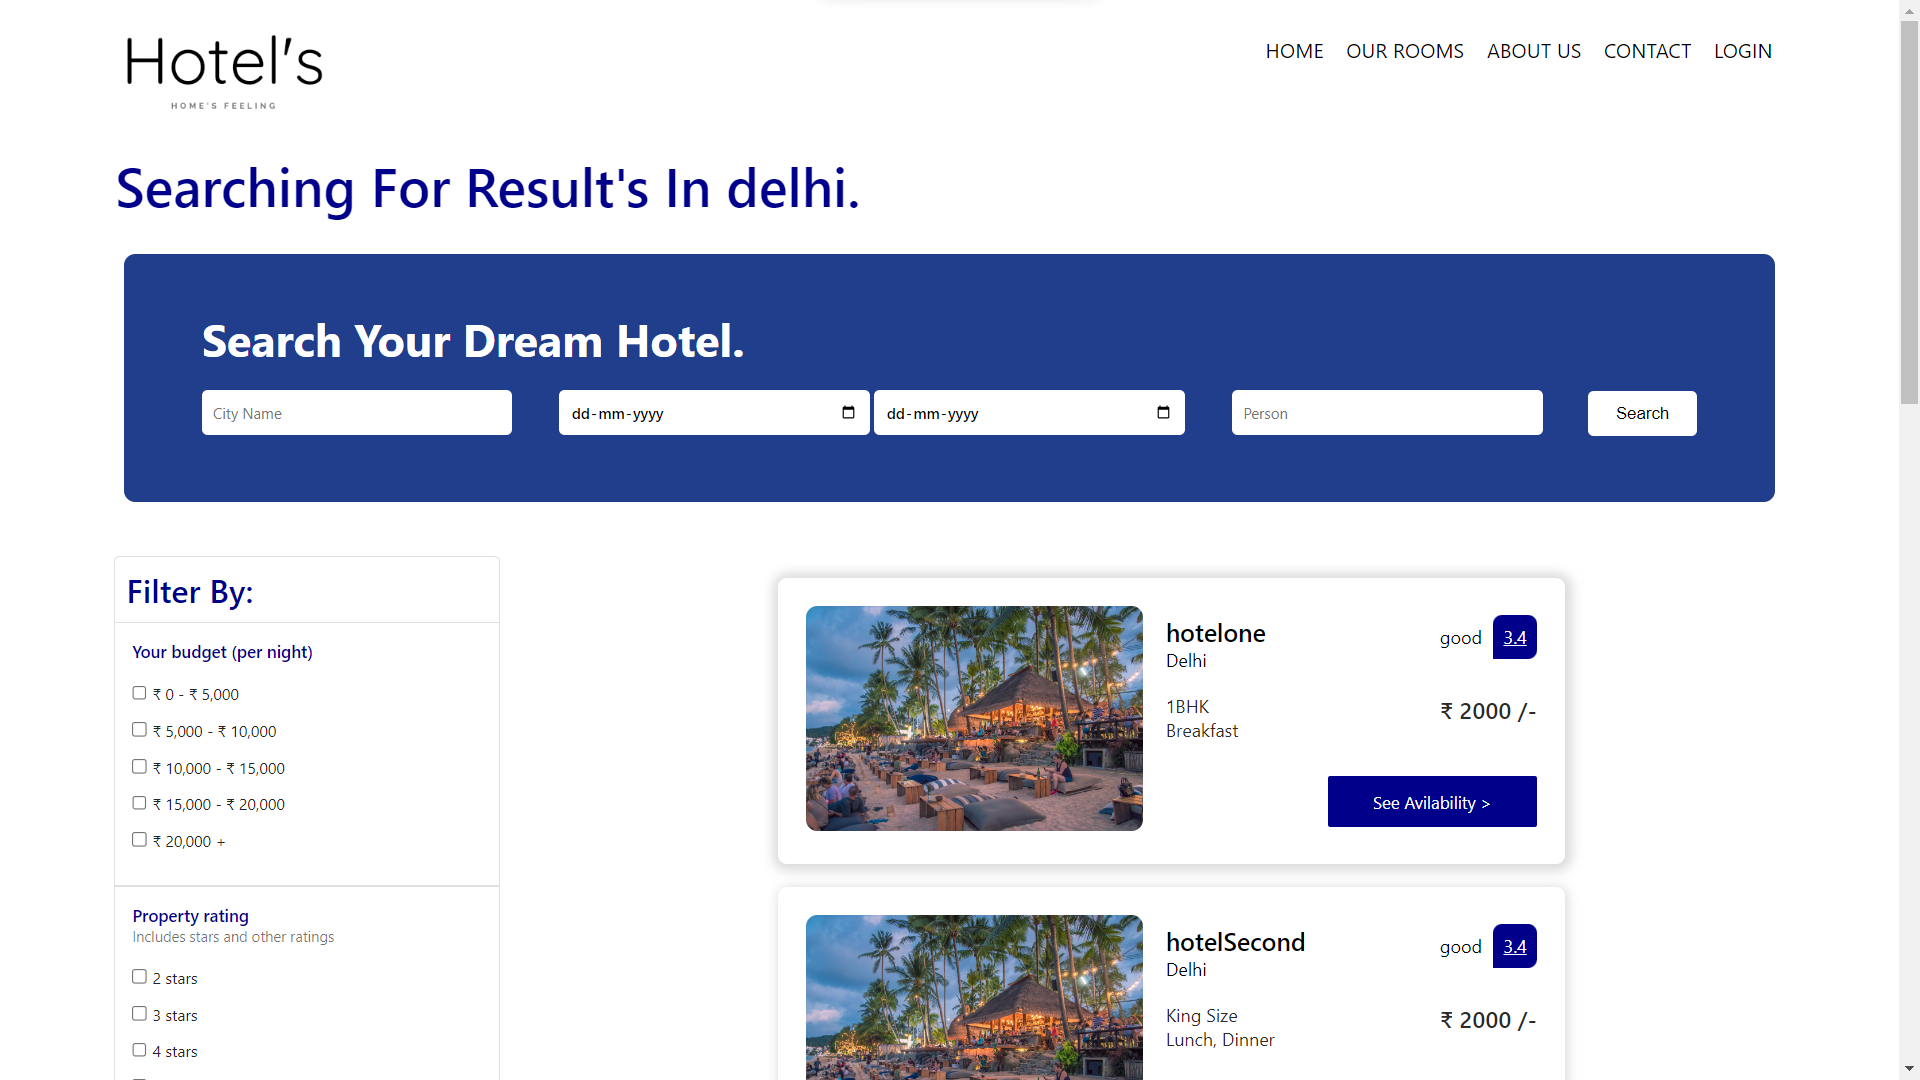 Hotel's
HOME'S FEELING
HOME OUR ROOMS ABOUT US CONTACT LOGIN
Searching For Result's In delhi.
Search Your Dream Hotel.
City Name
dd-mm-yyyy
dd-mm-yyyy
Person
Search
Filter By:
Your budget (per night)
₹ 0 - ₹ 5,000
₹ 5,000 - ₹ 10,000
₹ 10,000 - ₹ 15,000
₹ 15,000 - ₹ 20,000
₹ 20,000 +
Property rating
Includes stars and other ratings
2 stars
3 stars
4 stars
hotelone
Delhi
good 3.4
1BHK
Breakfast
₹ 2000 /-
See Avilability >
hotelSecond
Delhi
good 3.4
King Size
Lunch, Dinner
₹ 2000 /-